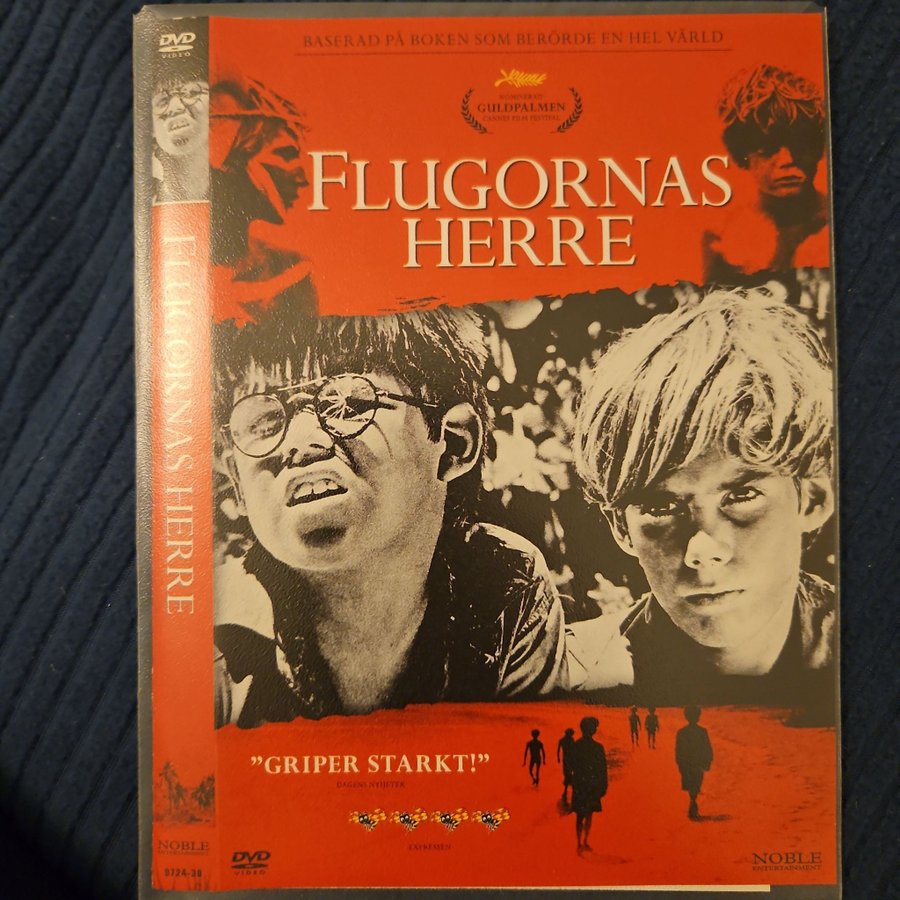 DVD
VIDEO
FLUGORNAS HERRE
NOBLE
ENTERTAINMENT
BASERAD PÅ BOKEN SOM BERÖRDE EN HEL VÄRLD
NOMINERAD
GULDPALMEN
CANNES FILM FESTIVAL
FLUGORNAS
HERRE
”GRIPER STARKT!”
DAGENS NYHETER
EXPRESSEN
DVD
VIDEO
NOBLE
ENTERTAINMENT